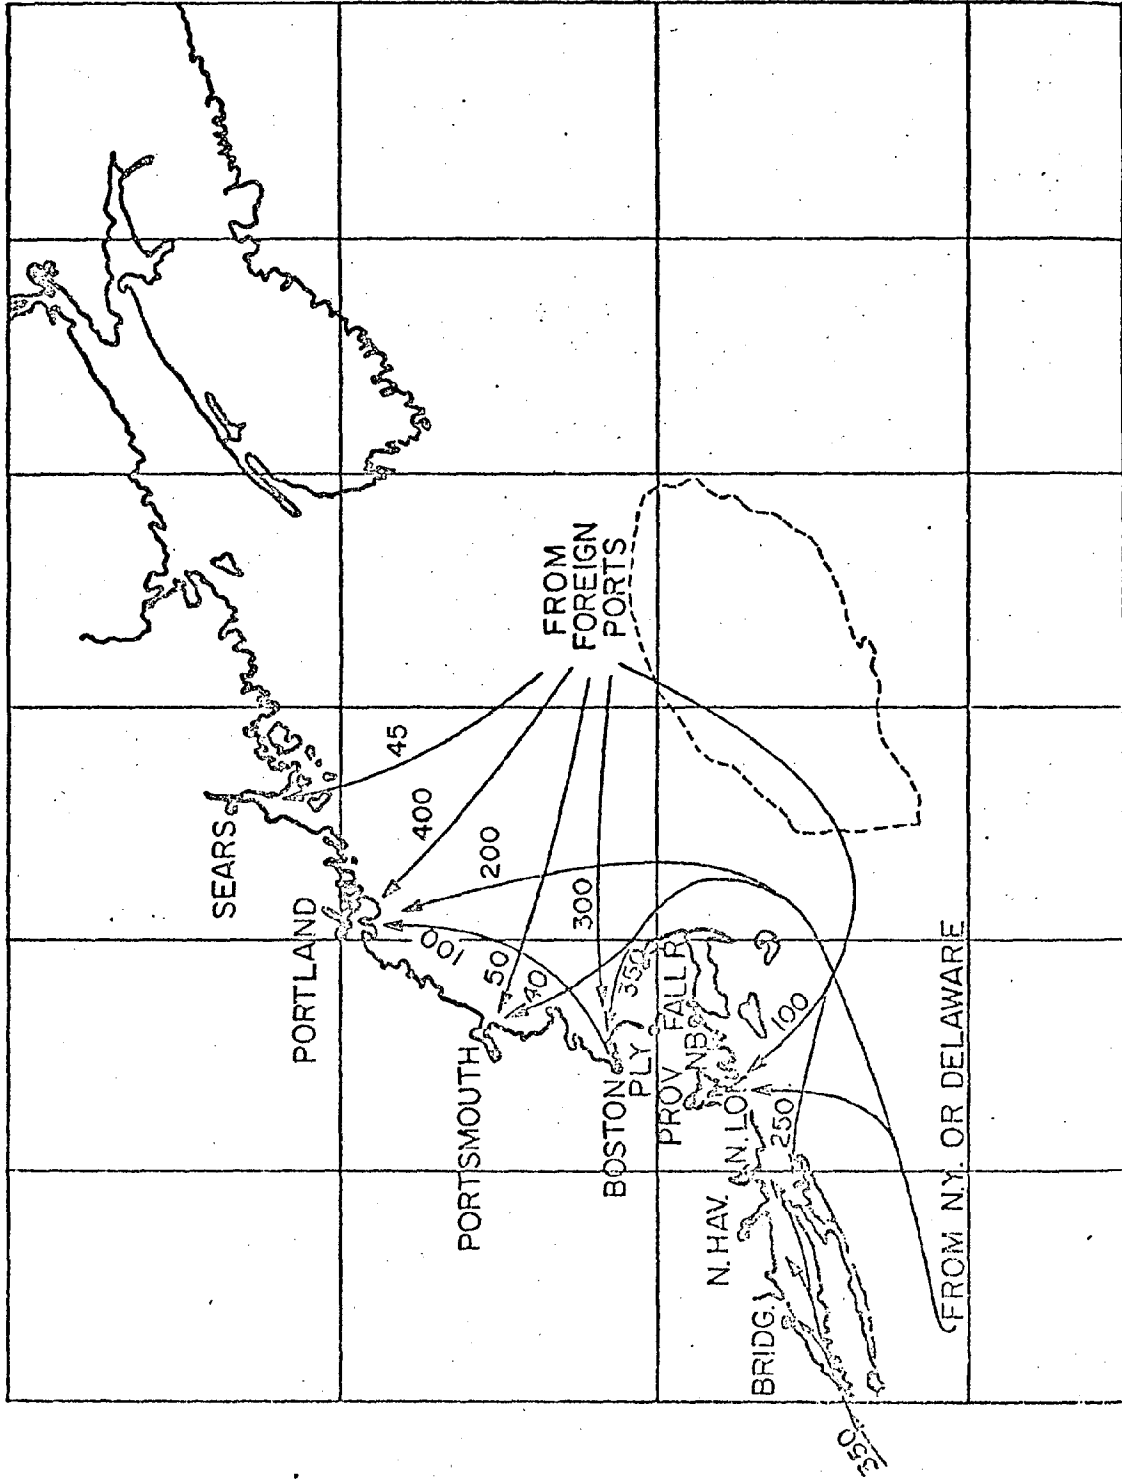 SEARS.
PORTLAND
PORTSMOUTH
BOSTON
PLY
PROV
FALL R.
NB
N. LO
N. HAV.
BRIDG.
FROM
FOREIGN
PORTS
45
400
200
100
50
40
300
350
100
250
350
FROM N.Y. OR DELAWARE